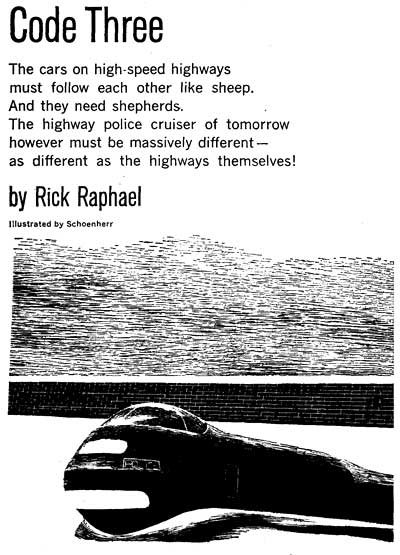 Code Three
The cars on high-speed highways
must follow each other like sheep.
And they need shepherds.
The highway police cruiser of tomorrow
however must be massively different—
as different as the highways themselves!
by Rick Raphael
Illustrated by Schoenherr